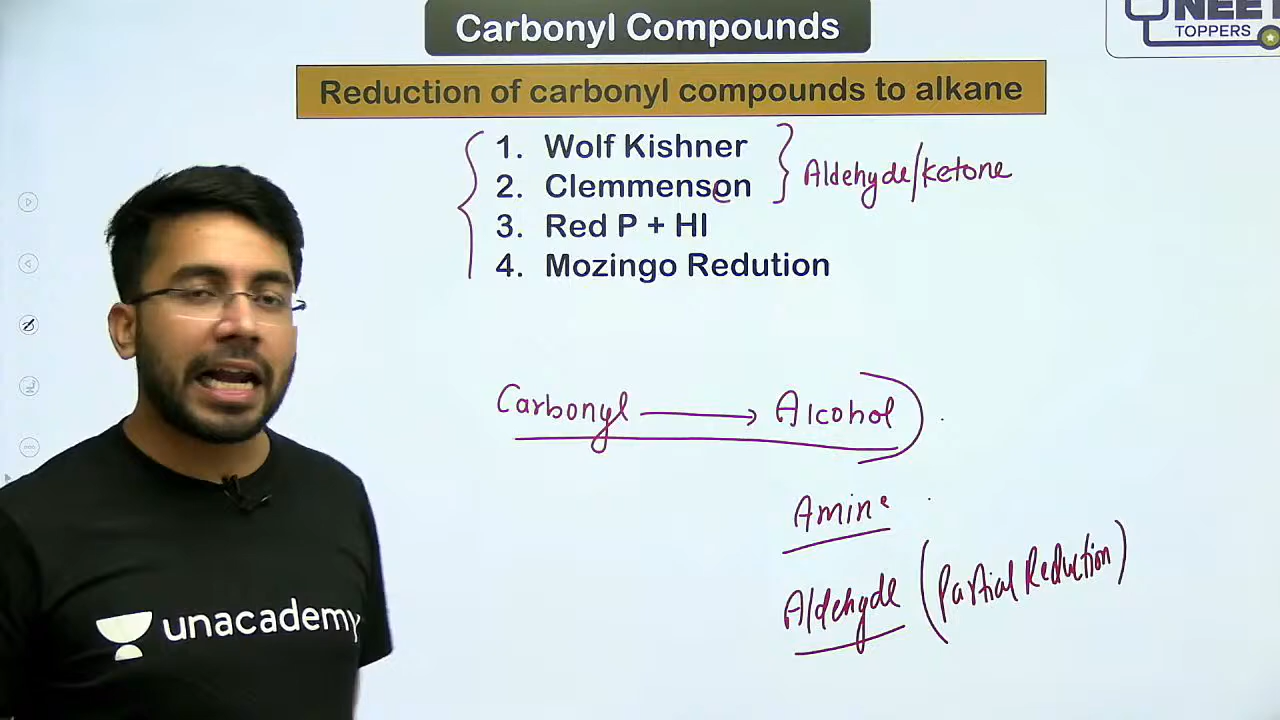 Carbonyl Compounds
NEET
TOPPERS
Reduction of carbonyl compounds to alkane
1. Wolf Kishner
2. Clemmenson
3. Red P + HI
4. Mozingo Redution
Aldehyde/ketone
Carbonyl → Alcohol
Amine
Aldehyde (Partial Reduction)
unacademy